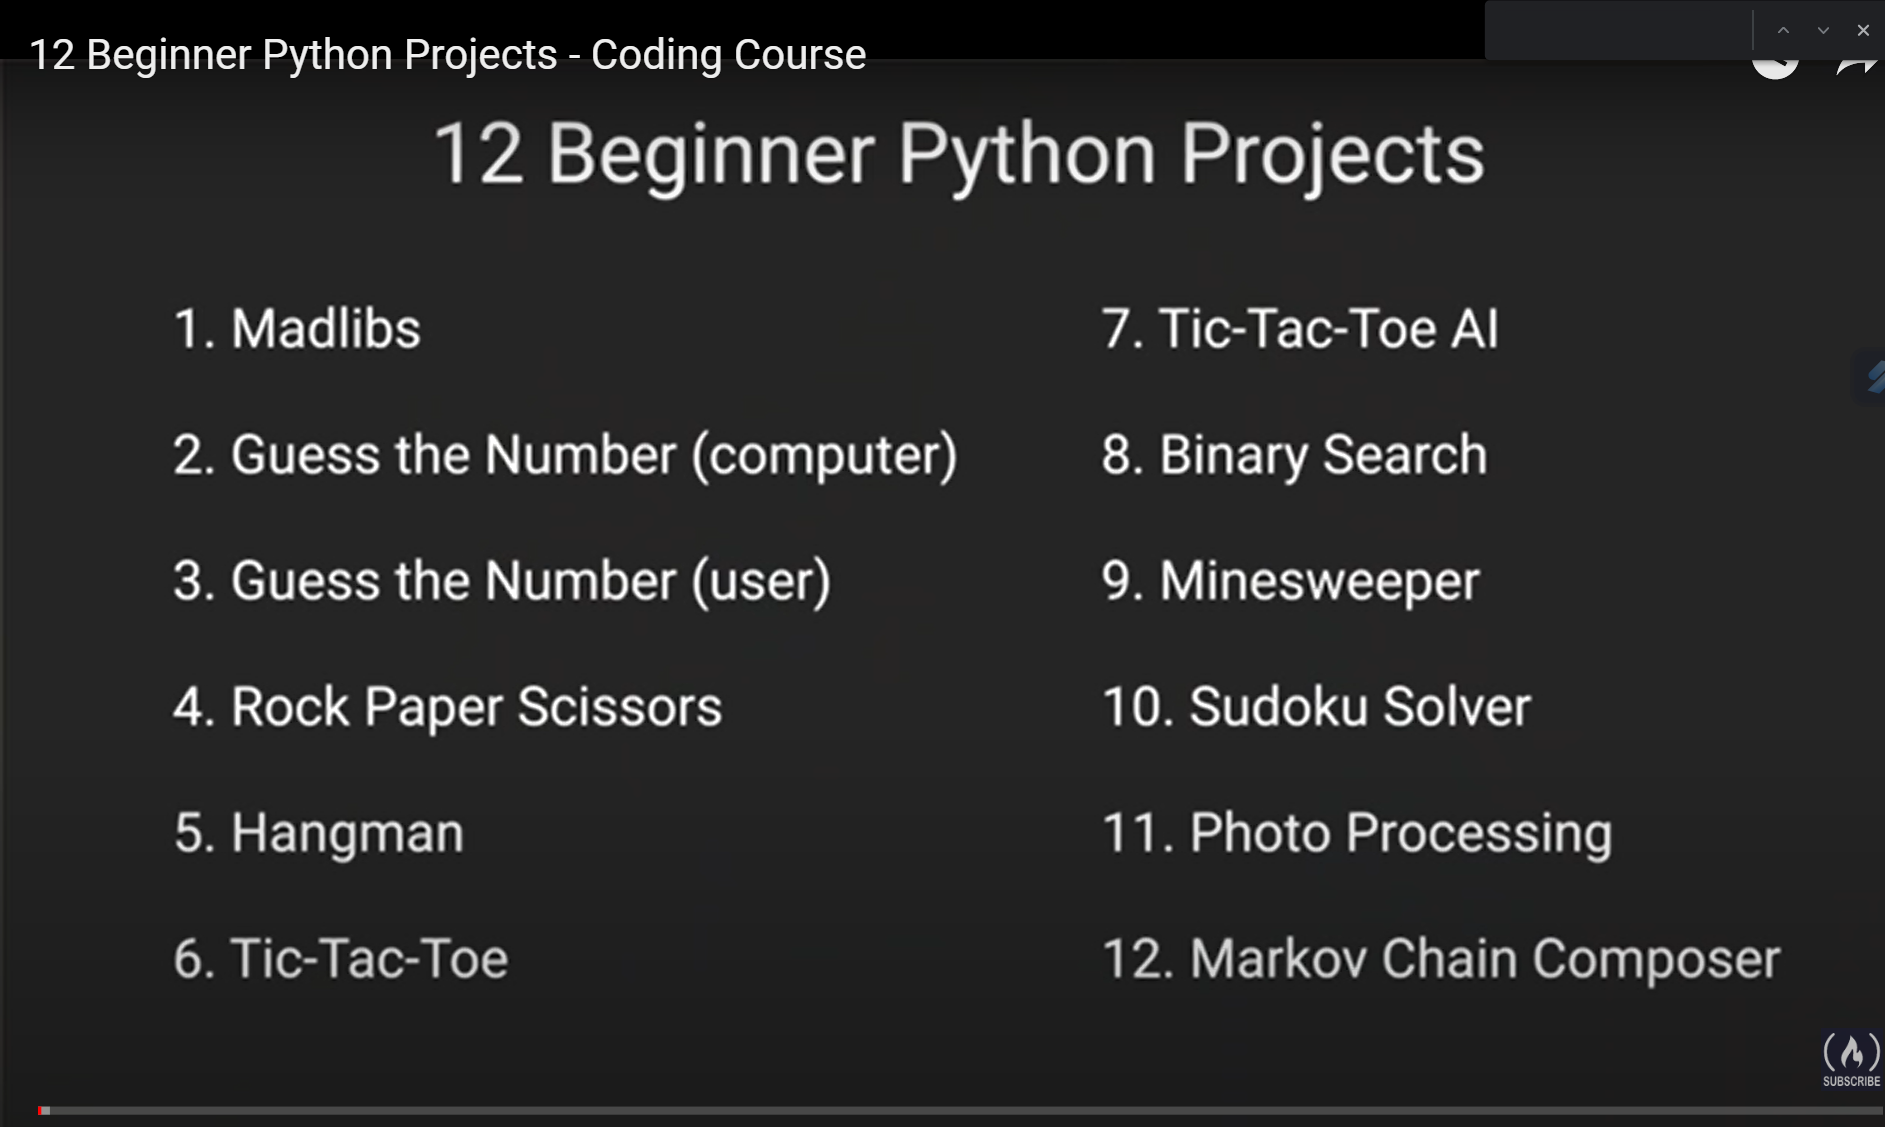 12 Beginner Python Projects - Coding Course
12 Beginner Python Projects
1. Madlibs
2. Guess the Number (computer)
3. Guess the Number (user)
4. Rock Paper Scissors
5. Hangman
6. Tic-Tac-Toe
7. Tic-Tac-Toe AI
8. Binary Search
9. Minesweeper
10. Sudoku Solver
11. Photo Processing
12. Markov Chain Composer
SUBSCRIBE